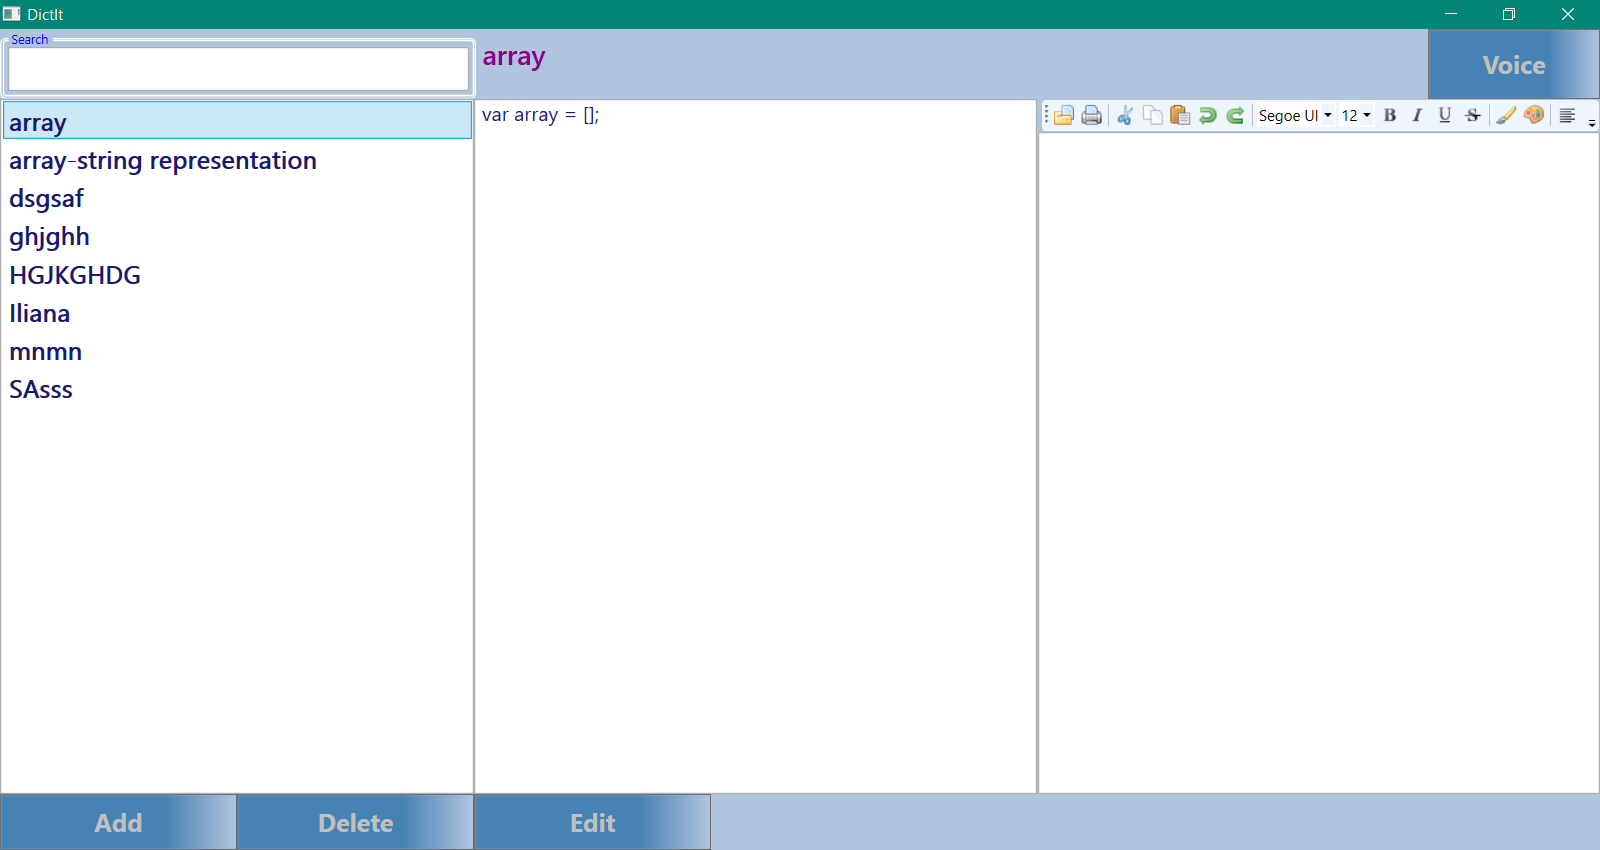 DictIt
Search
array
Voice
array
array-string representation
dsgsaf
ghjghh
HGJKGHDG
Iliana
mnmn
SAsss
var array = [];
Segoe UI 12 B I U S
Add Delete Edit